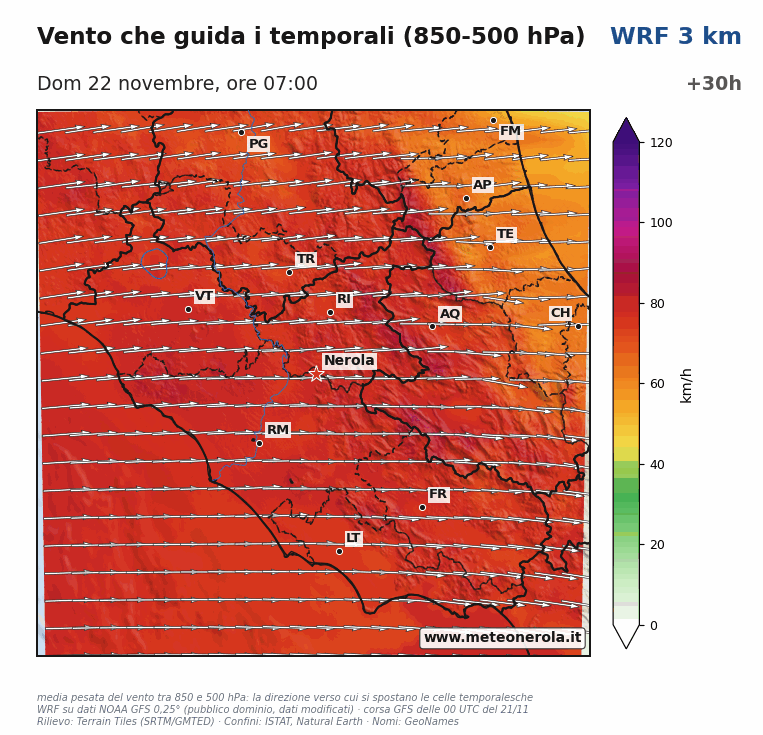 Vento che guida i temporali (850-500 hPa) WRF 3 km
Dom 22 novembre, ore 07:00 +30h
FM
PG
AP
TE
TR
VT
RI
AQ
CH
Nerola
RM
FR
LT
www.meteonerola.it
120
100
80
60
40
20
0
km/h
media pesata del vento tra 850 e 500 hPa: la direzione verso cui si spostano le celle temporalesche
WRF su dati NOAA GFS 0,25° (pubblico dominio, dati modificati) · corsa GFS delle 00 UTC del 21/11
Rilievo: Terrain Tiles (SRTM/GMTED) · Confini: ISTAT, Natural Earth · Nomi: GeoNames